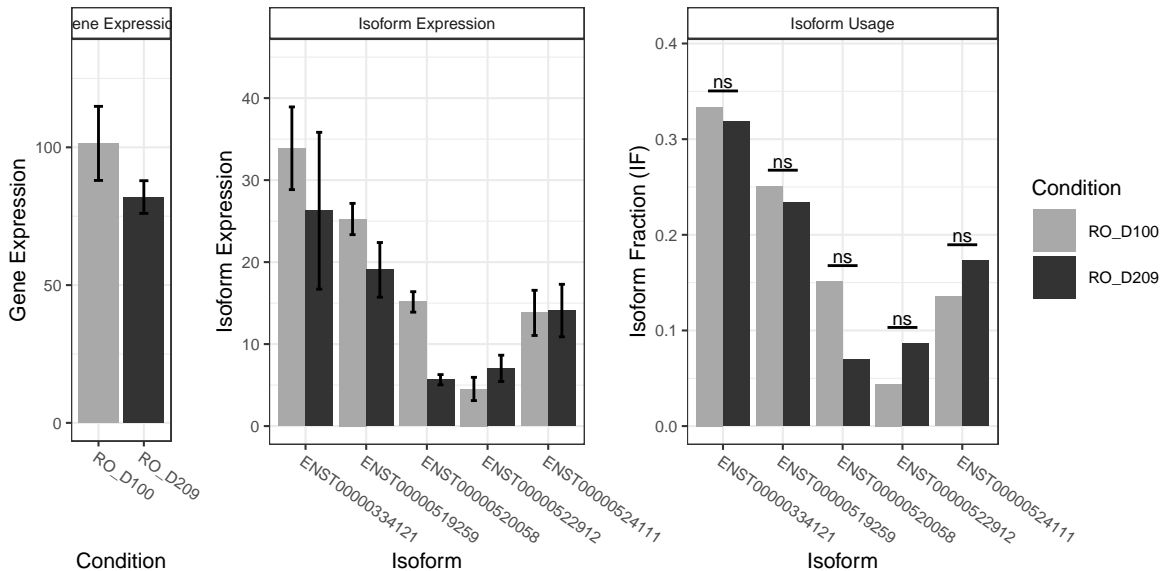 ene Expressio
Gene Expression
100
50
0
RO_D100
RO_D209
Condition
Isoform Expression
Isoform Expression
40
30
20
10
0
ENST00000334121
ENST00000519259
ENST00000520058
ENST00000522912
ENST00000524111
Isoform
Isoform Usage
Isoform Fraction (IF)
0.4
0.3
0.2
0.1
0.0
ns
ns
ns
ns
ns
ENST00000334121
ENST00000519259
ENST00000520058
ENST00000522912
ENST00000524111
Isoform
Condition
RO_D100
RO_D209